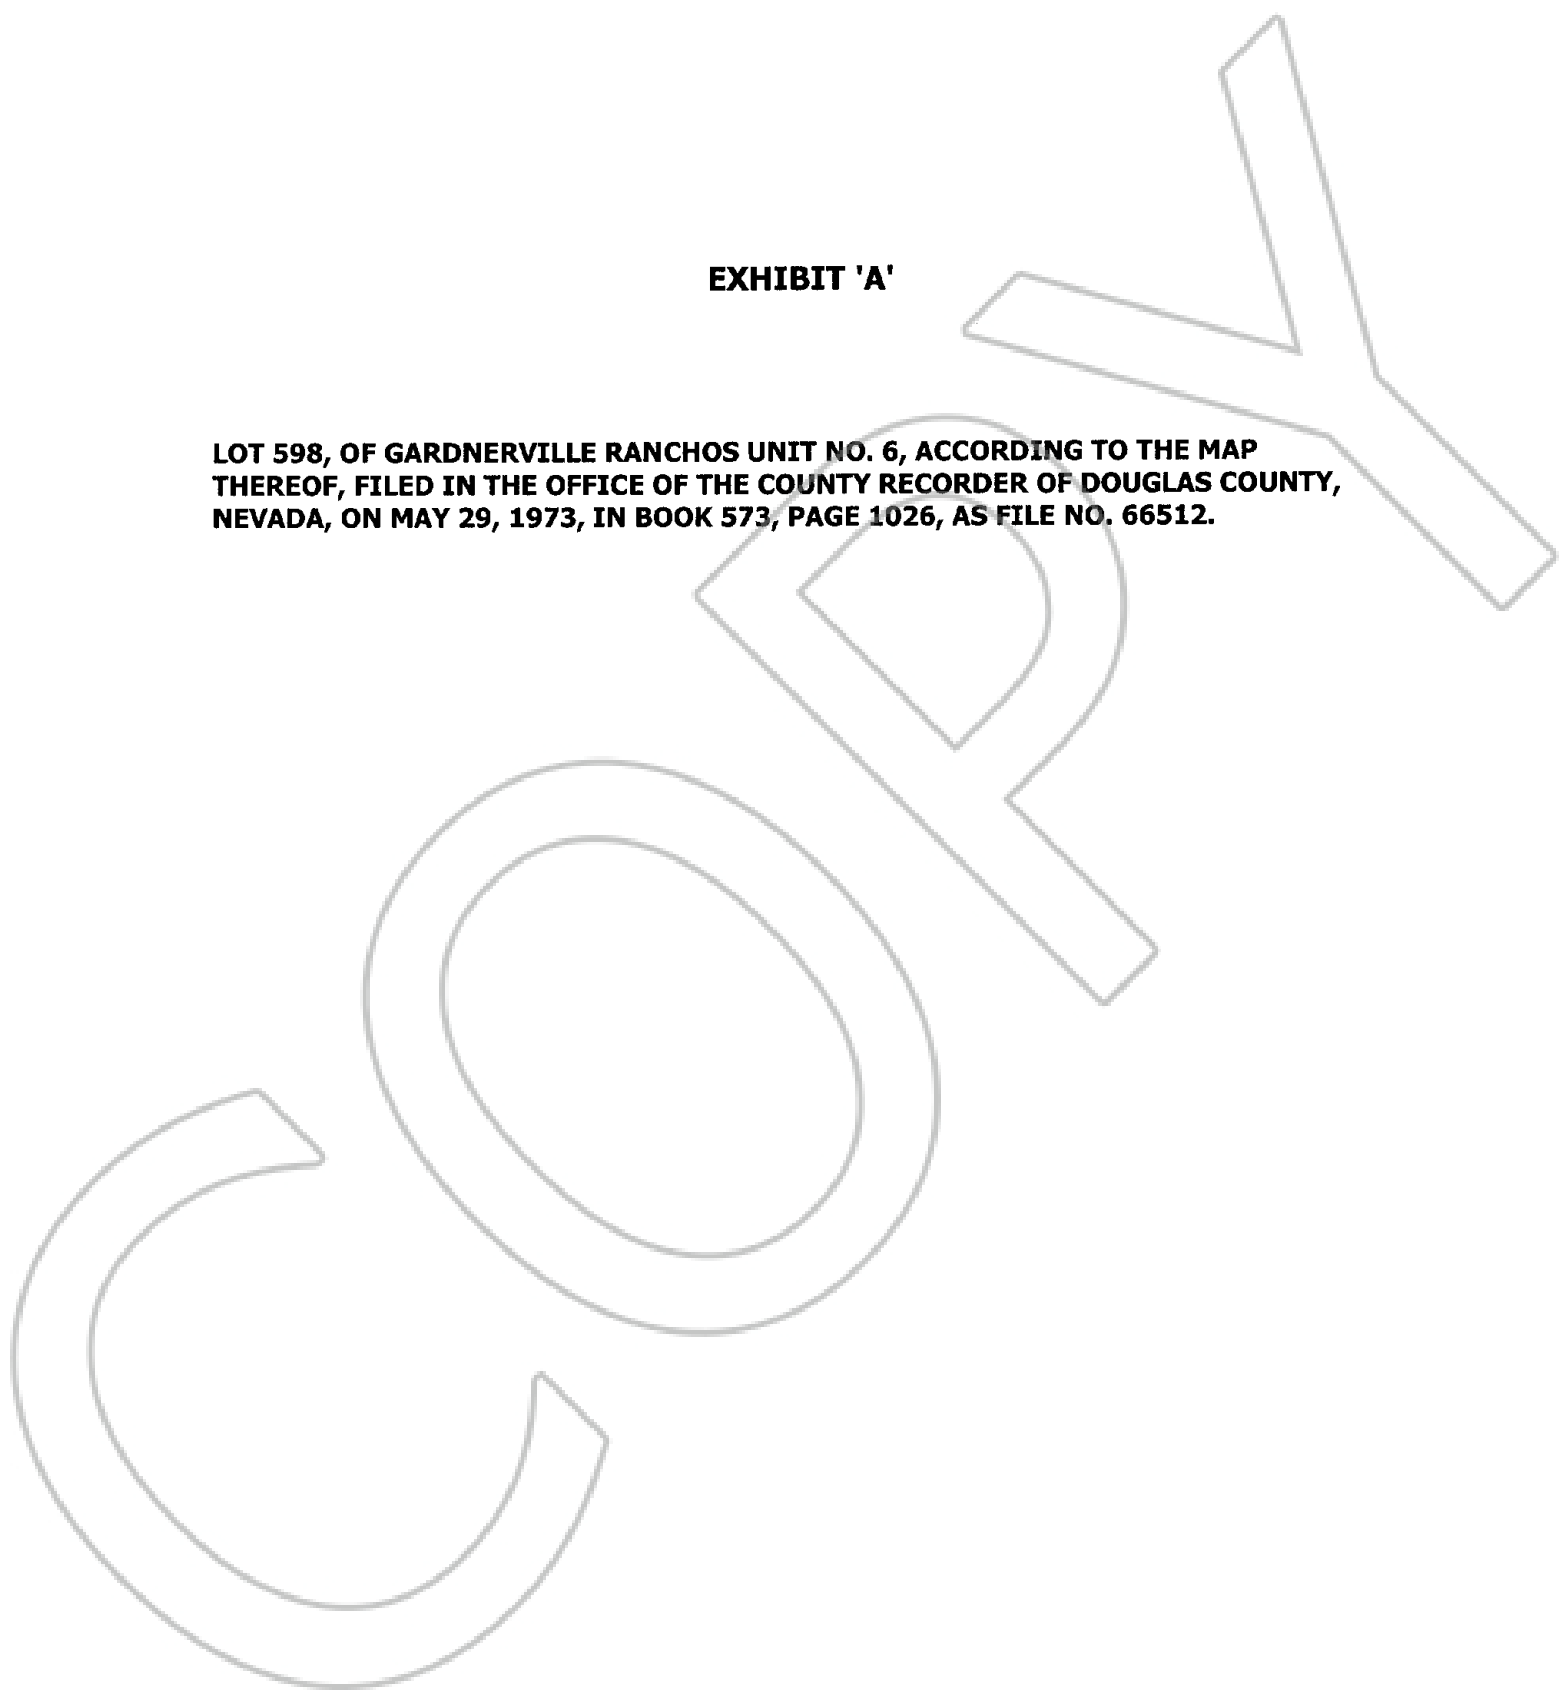 EXHIBIT 'A'
LOT 598, OF GARDNERVILLE RANCHOS UNIT NO. 6, ACCORDING TO THE MAP
THEREOF, FILED IN THE OFFICE OF THE COUNTY RECORDER OF DOUGLAS COUNTY,
NEVADA, ON MAY 29, 1973, IN BOOK 573, PAGE 1026, AS FILE NO. 66512.
COPY